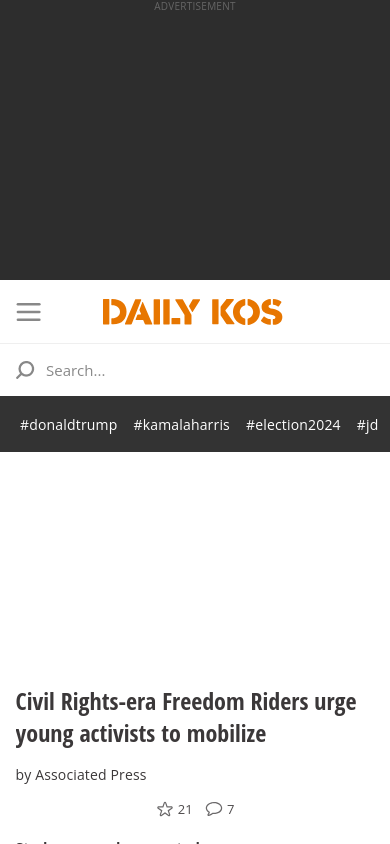 ADVERTISEMENT
DAILY KOS
Search...
#donaldtrump #kamalaharris #election2024 #jd
Civil Rights-era Freedom Riders urge
young activists to mobilize
by Associated Press
21 7